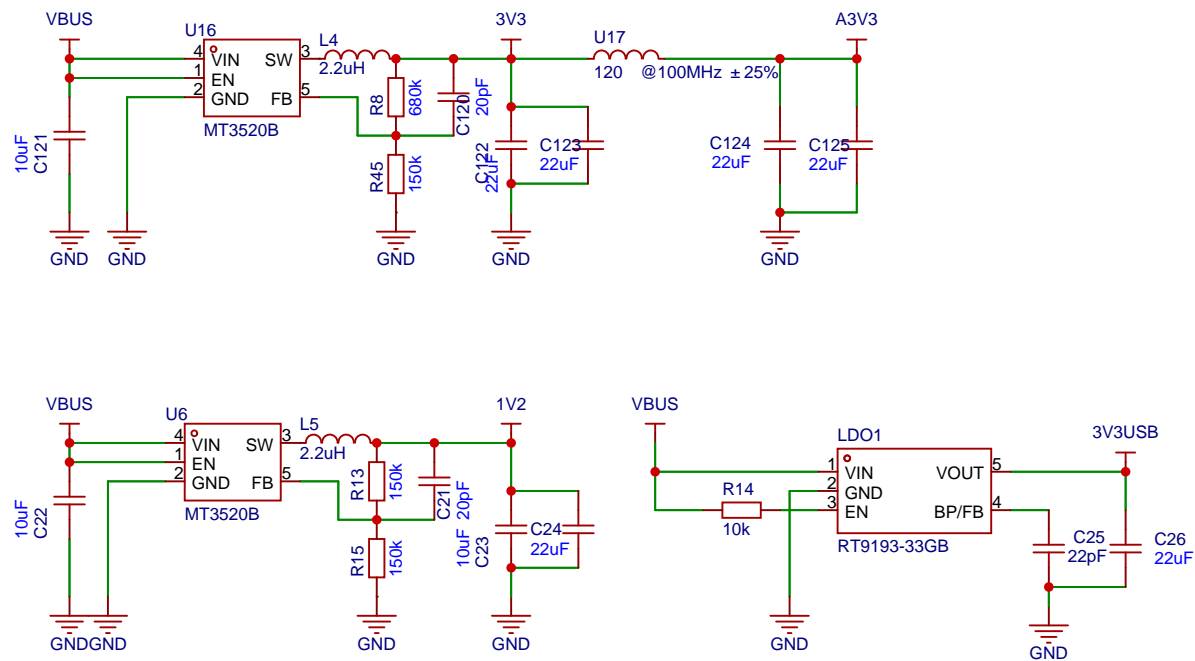 VBUS
U16
4
1
2
VIN
EN
GND
SW
FB
3
5
MT3520B
L4
2.2uH
10uF
C121
GND
GND
R8
680k
R45
150k
C120
20pF
GND
3V3
C122
22uF
C123
22uF
GND
U17
120 @100MHz ±25%
A3V3
C124
22uF
C125
22uF
GND
VBUS
U6
4
1
2
VIN
EN
GND
SW
FB
3
5
MT3520B
L5
2.2uH
10uF
C22
GND
GND
R13
150k
R15
150k
C21
20pF
GND
1V2
10uF
C23
C24
22uF
GND
VBUS
R14
10k
LDO1
1
2
3
VIN
GND
EN
VOUT
BP/FB
5
4
RT9193-33GB
GND
3V3USB
C25
22pF
C26
22uF
GND